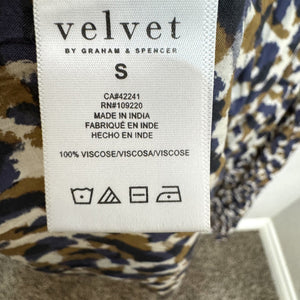 velvet
BY GRAHAM & SPENCER
S
CA#42241
RN#109220
MADE IN INDIA
FABRIQUÉ EN INDE
HECHO EN INDE
100% VISCOSE/VISCOSA/VISCOSE